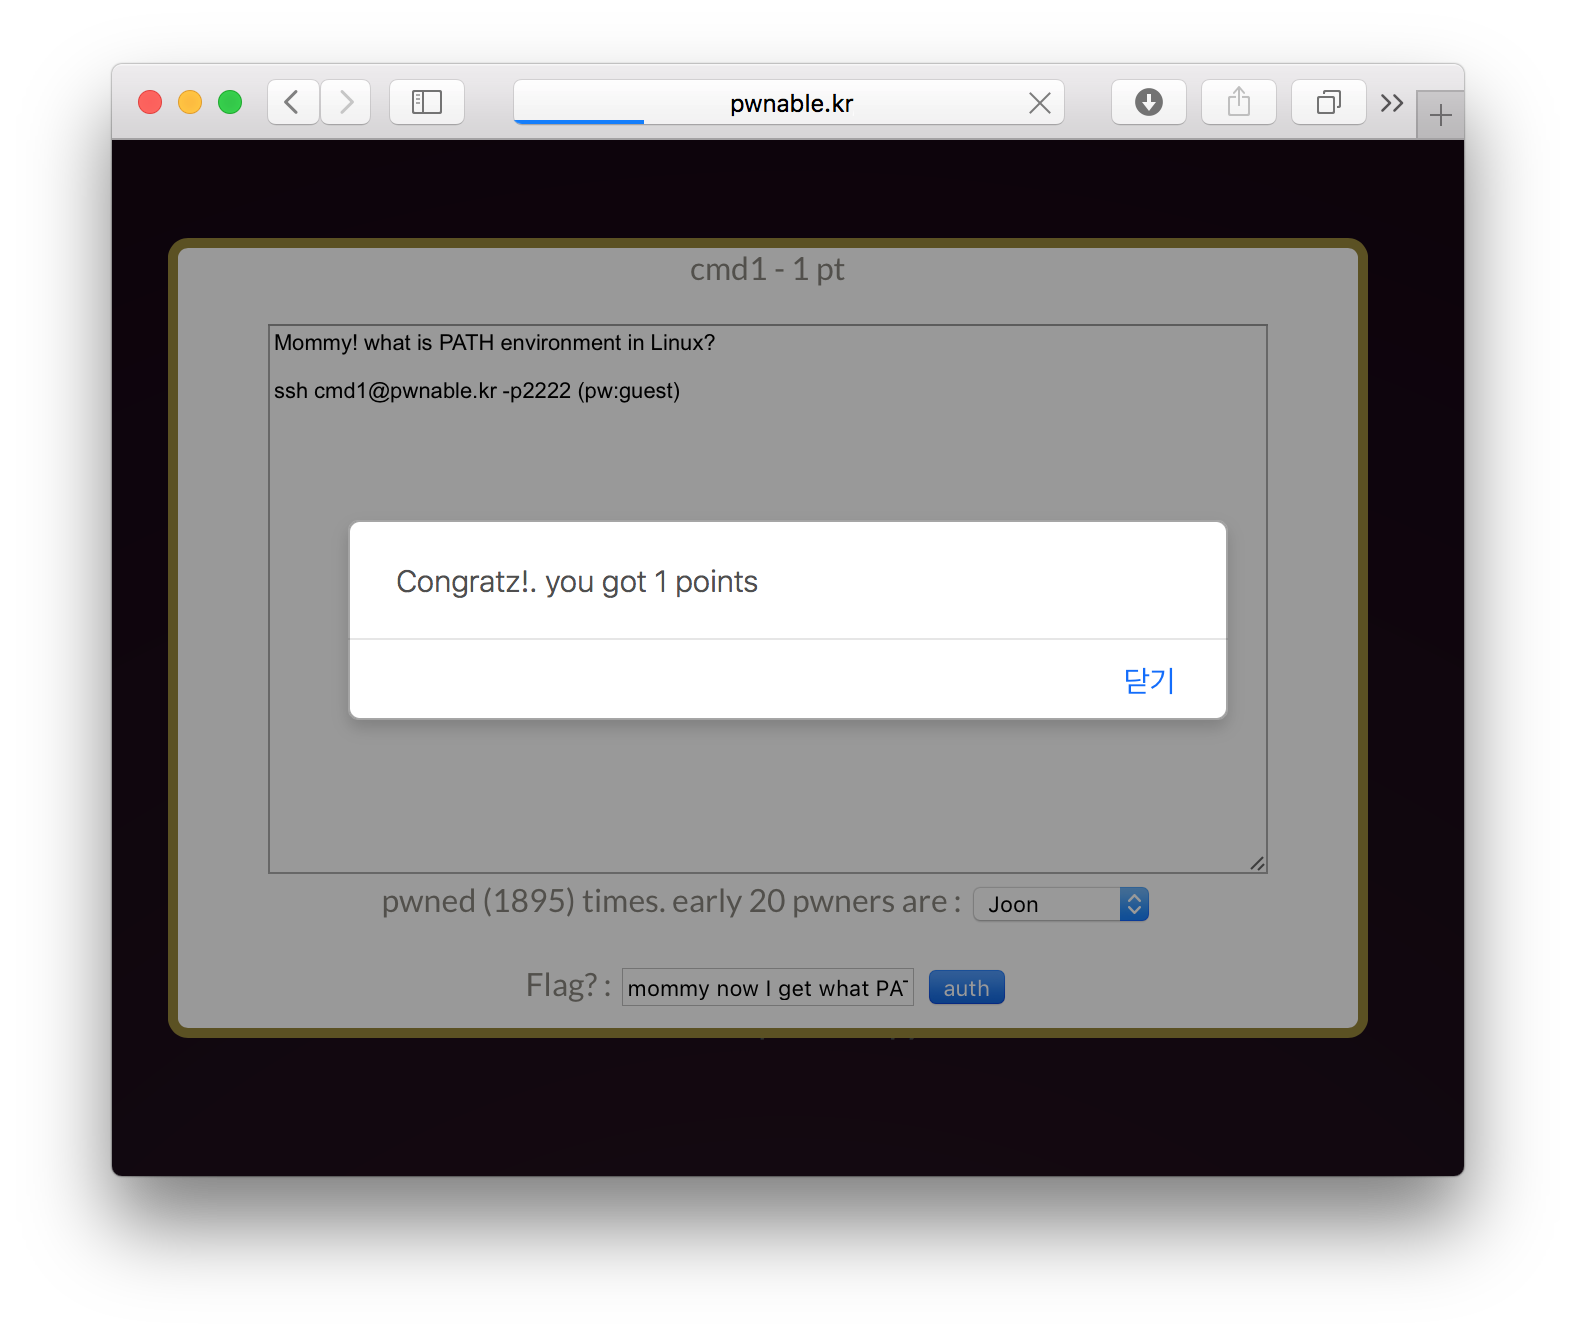 pwnable.kr
cmd1 - 1 pt
Mommy! what is PATH environment in Linux?
ssh cmd1@pwnable.kr -p2222 (pw:guest)
Congratz!. you got 1 points
닫기
pwned (1895) times. early 20 pwners are : Joon
Flag? : mommy now I get what auth